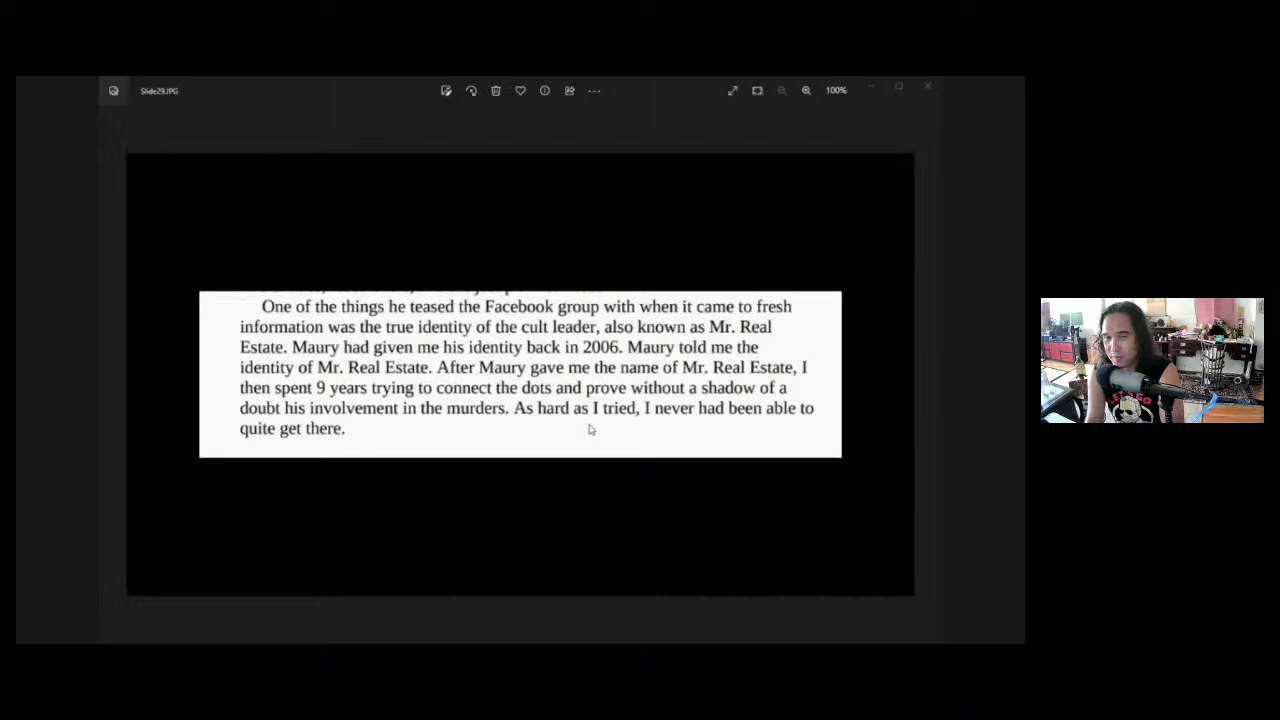 Slide29.JPG
100%
One of the things he teased the Facebook group with when it came to fresh
information was the true identity of the cult leader, also known as Mr. Real
Estate. Maury had given me his identity back in 2006. Maury told me the
identity of Mr. Real Estate. After Maury gave me the name of Mr. Real Estate, I
then spent 9 years trying to connect the dots and prove without a shadow of a
doubt his involvement in the murders. As hard as I tried, I never had been able to
quite get there.